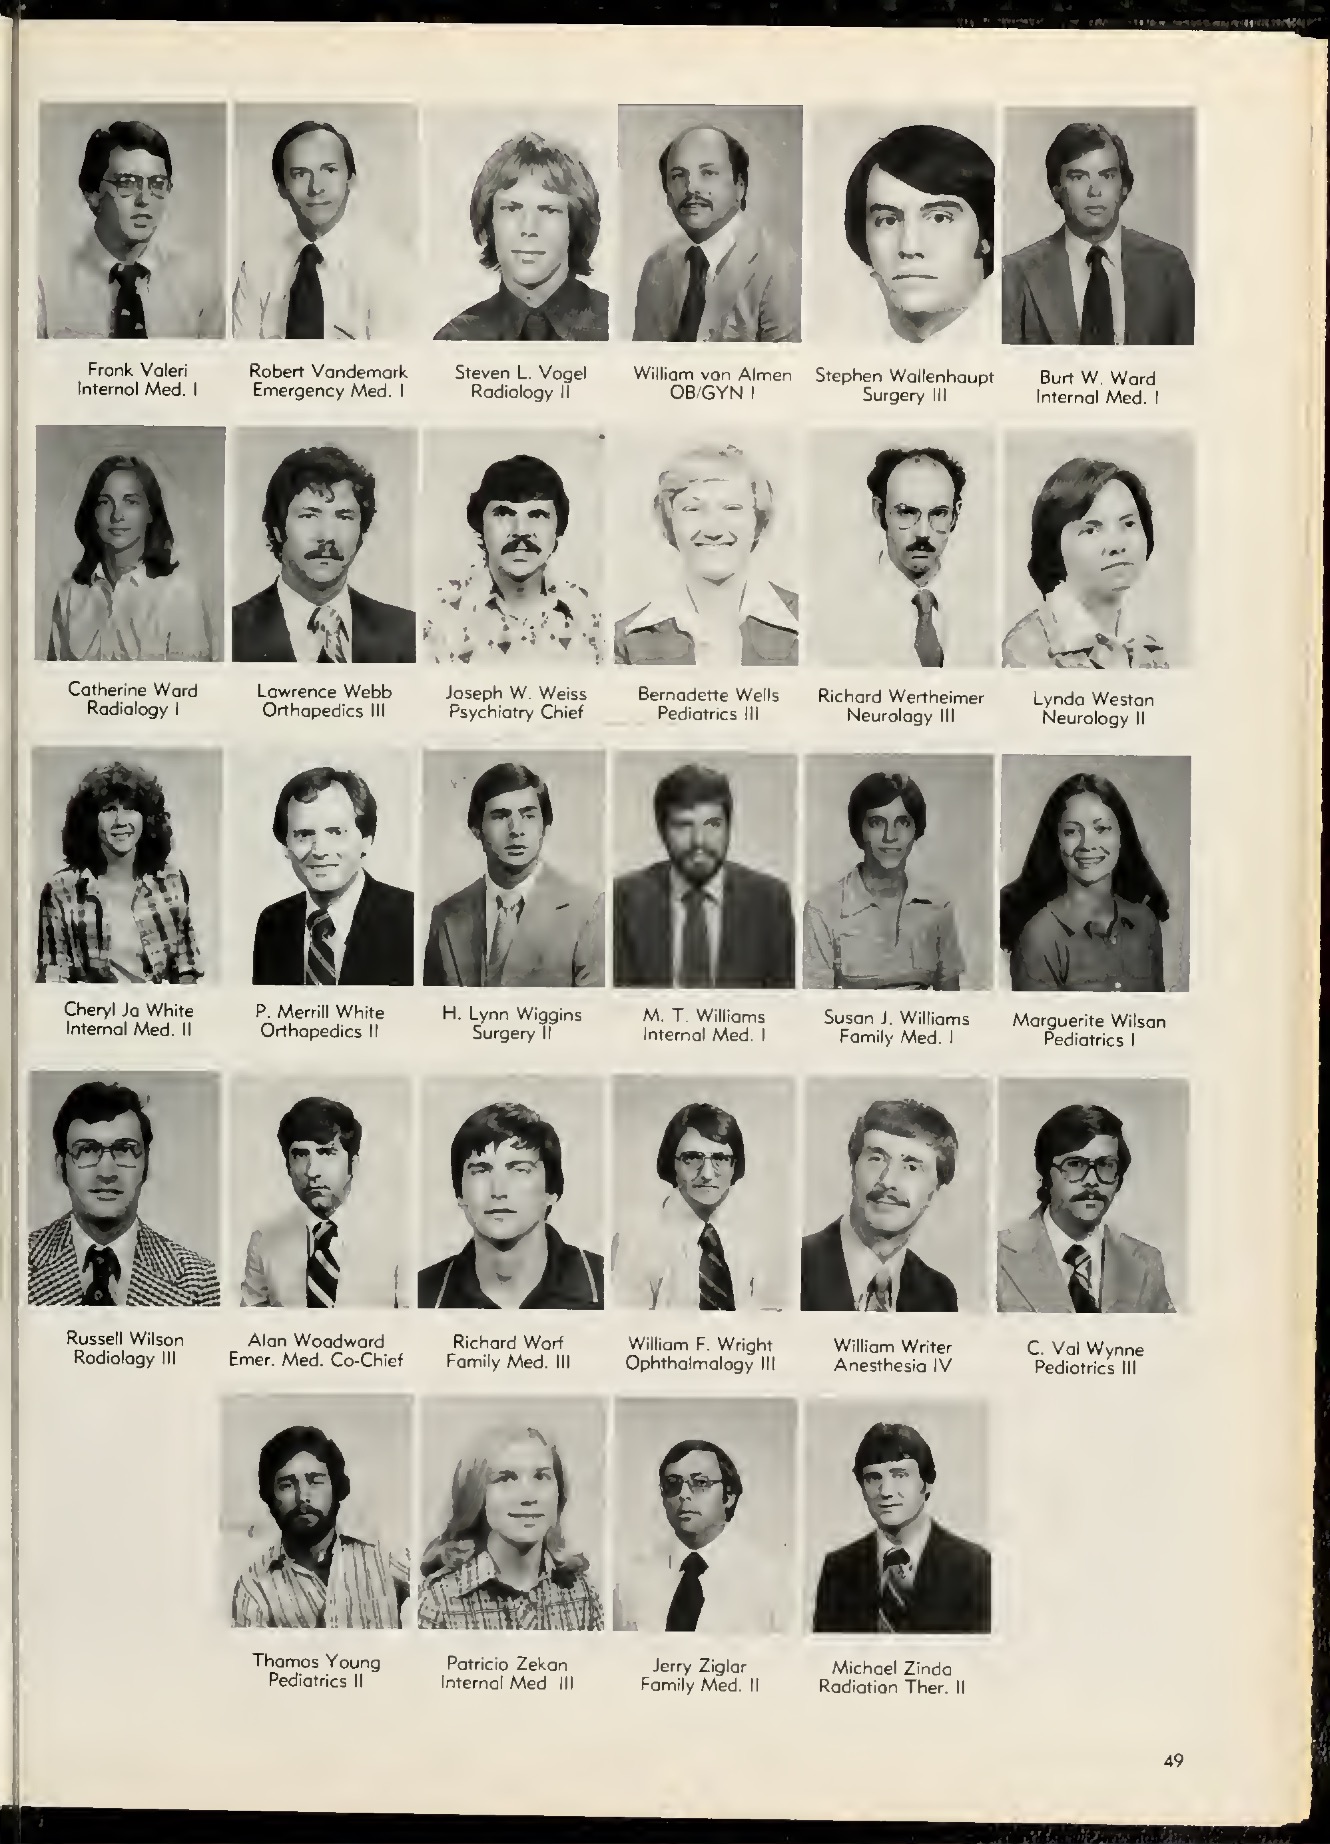 Frank Valeri
Internal Med. I
Robert Vandemark
Emergency Med. I
Steven L. Vogel
Radiology II
William van Almen
OB/GYN I
Stephen Wallenhaupt
Surgery III
Burt W. Ward
Internal Med. I
Catherine Ward
Radiology I
Lawrence Webb
Orthapedics III
Joseph W. Weiss
Psychiatry Chief
Bernadette Wells
Pediatrics III
Richard Wertheimer
Neurology III
Lynda Weston
Neurology II
Cheryl Jo White
Internal Med. II
P. Merrill White
Orthapedics II
H. Lynn Wiggins
Surgery II
M. T. Williams
Internal Med. I
Susan J. Williams
Family Med. I
Marguerite Wilson
Pediatrics I
Russell Wilson
Radiology III
Alan Woodward
Emer. Med. Co-Chief
Richard Worf
Family Med. III
William F. Wright
Ophthalmology III
William Writer
Anesthesia IV
C. Val Wynne
Pediatrics III
Thomas Young
Pediatrics II
Patricia Zekan
Internal Med III
Jerry Ziglar
Family Med. II
Michael Zinda
Radiation Ther. II
49